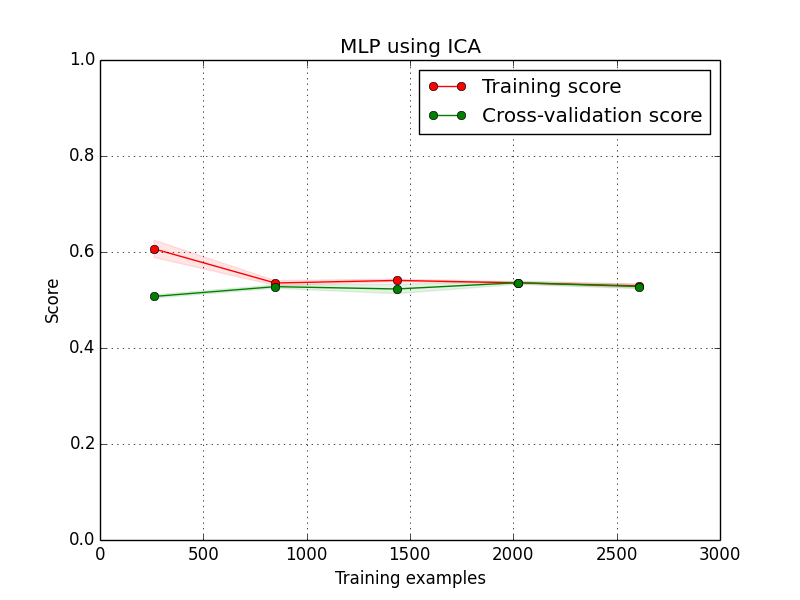 MLP using ICA
Training score
Cross-validation score
1.0
0.8
0.6
0.4
0.2
0.0
Score
0 500 1000 1500 2000 2500 3000
Training examples